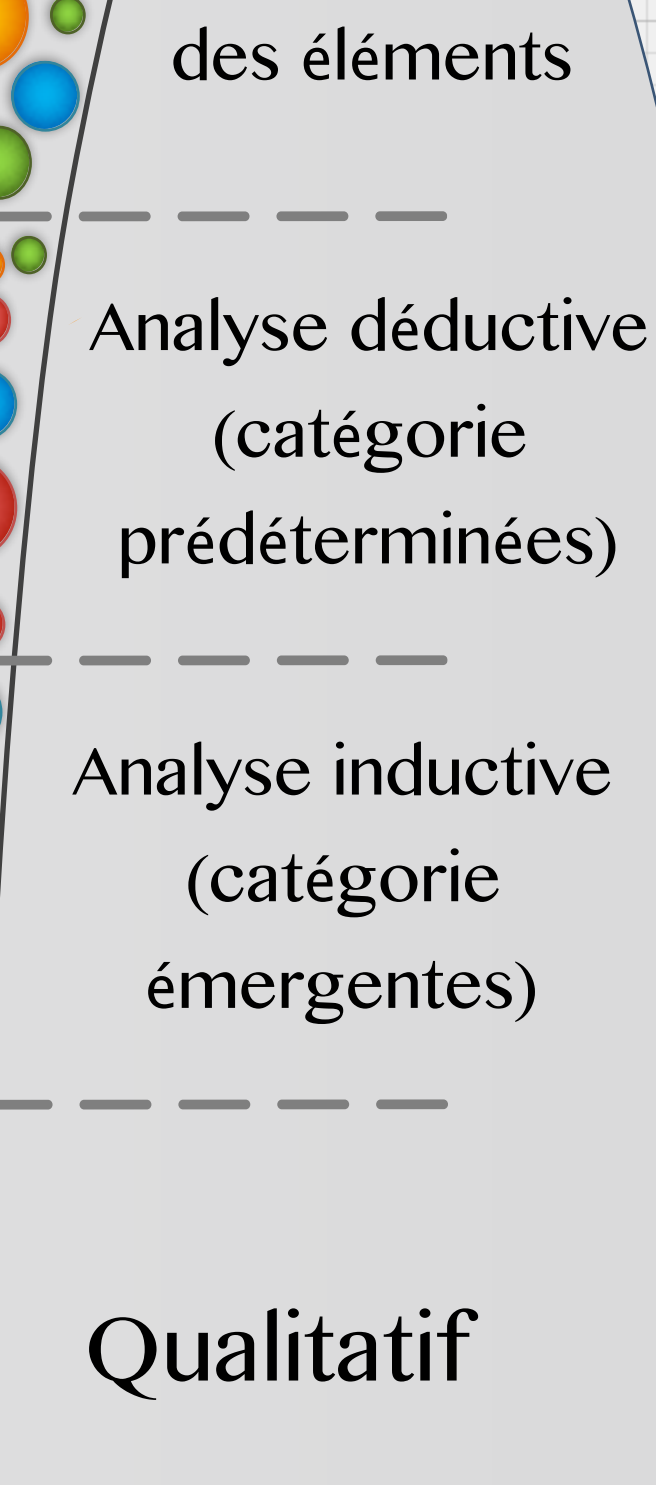 des éléments
Analyse déductive
(catégorie
prédéterminées)
Analyse inductive
(catégorie
émergentes)
Qualitatif